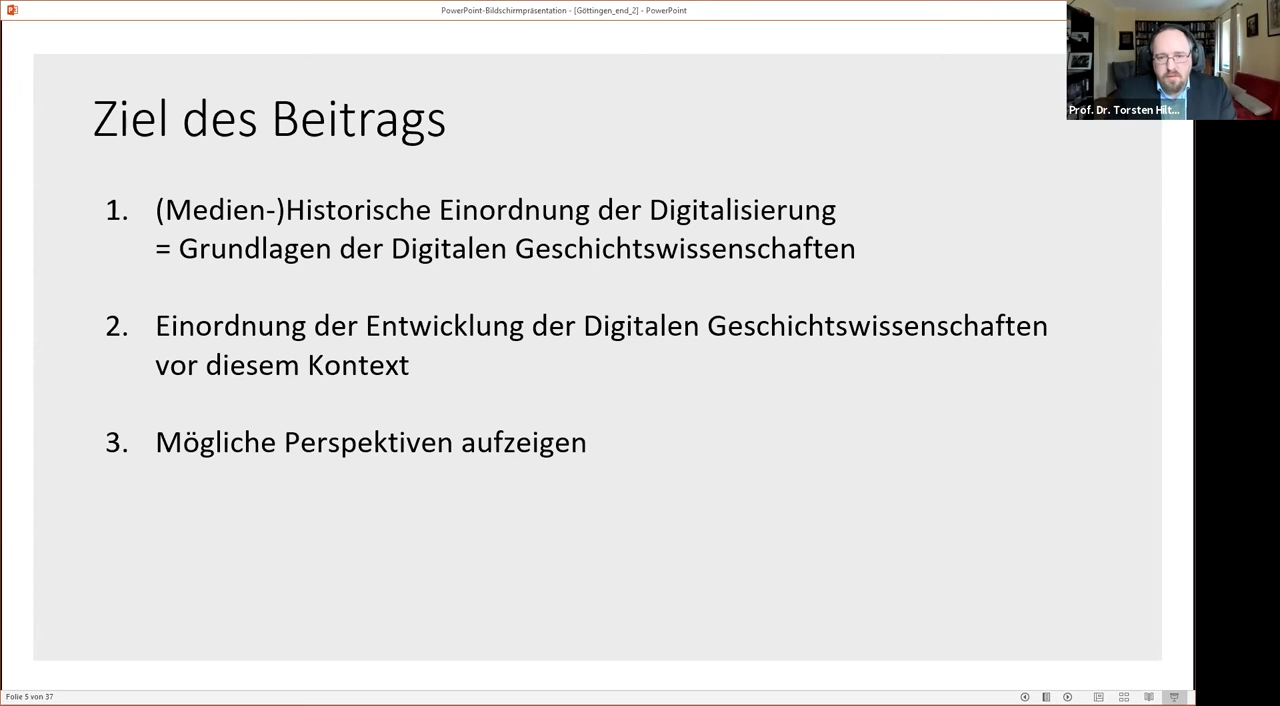 PowerPoint-Bildschirmpräsentation - [Göttingen_end_2] - PowerPoint
Prof. Dr. Torsten Hilt...
Ziel des Beitrags
1. (Medien-)Historische Einordnung der Digitalisierung
= Grundlagen der Digitalen Geschichtswissenschaften
2. Einordnung der Entwicklung der Digitalen Geschichtswissenschaften
vor diesem Kontext
3. Mögliche Perspektiven aufzeigen
Folie 5 von 37